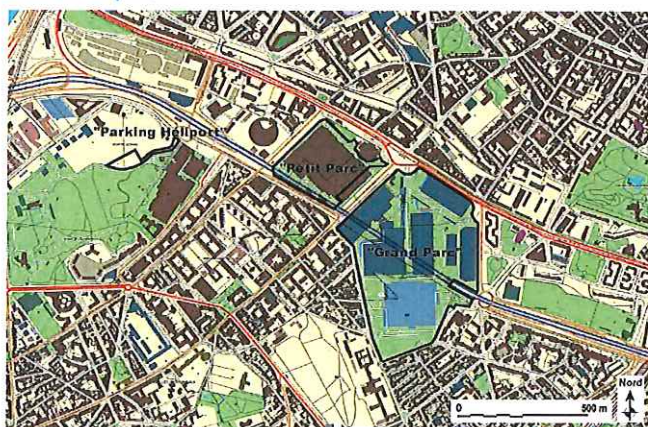 "Parking Héliport"
"Petit Parc"
"Grand Parc"
Nord
0 500 m